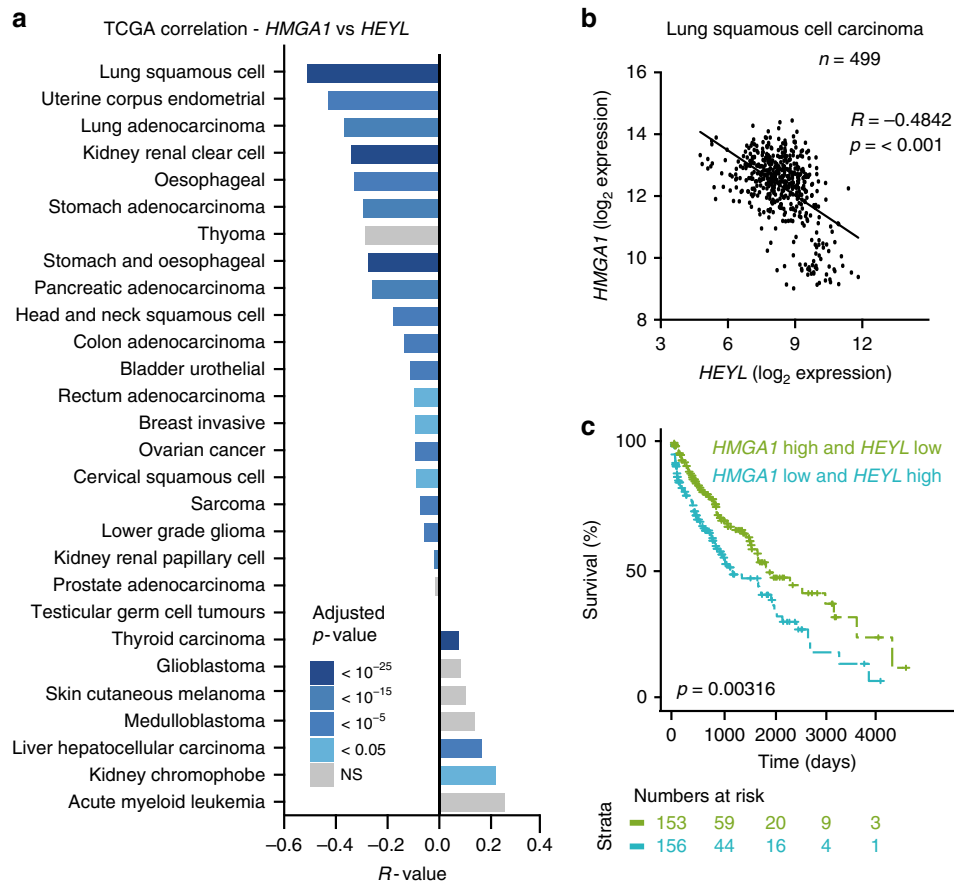 a
TCGA correlation - HMGA1 vs HEYL
Lung squamous cell
Uterine corpus endometrial
Lung adenocarcinoma
Kidney renal clear cell
Oesophageal
Stomach adenocarcinoma
Thyoma
Stomach and oesophageal
Pancreatic adenocarcinoma
Head and neck squamous cell
Colon adenocarcinoma
Bladder urothelial
Rectum adenocarcinoma
Breast invasive
Ovarian cancer
Cervical squamous cell
Sarcoma
Lower grade glioma
Kidney renal papillary cell
Prostate adenocarcinoma
Testicular germ cell tumours
Thyroid carcinoma
Glioblastoma
Skin cutaneous melanoma
Medulloblastoma
Liver hepatocellular carcinoma
Kidney chromophobe
Acute myeloid leukemia
Adjusted
p-value
< 10⁻²⁵
< 10⁻¹⁵
< 10⁻⁵
< 0.05
NS
−0.6 −0.4 −0.2 0.0 0.2 0.4
R-value
b
Lung squamous cell carcinoma
n = 499
R = −0.4842
p = < 0.001
16
14
12
10
8
HMGA1 (log₂ expression)
3 6 9 12
HEYL (log₂ expression)
c
HMGA1 high and HEYL low
HMGA1 low and HEYL high
100
50
0
Survival (%)
p = 0.00316
0 1000 2000 3000 4000
Time (days)
Numbers at risk
Strata
153 59 20 9 3
156 44 16 4 1